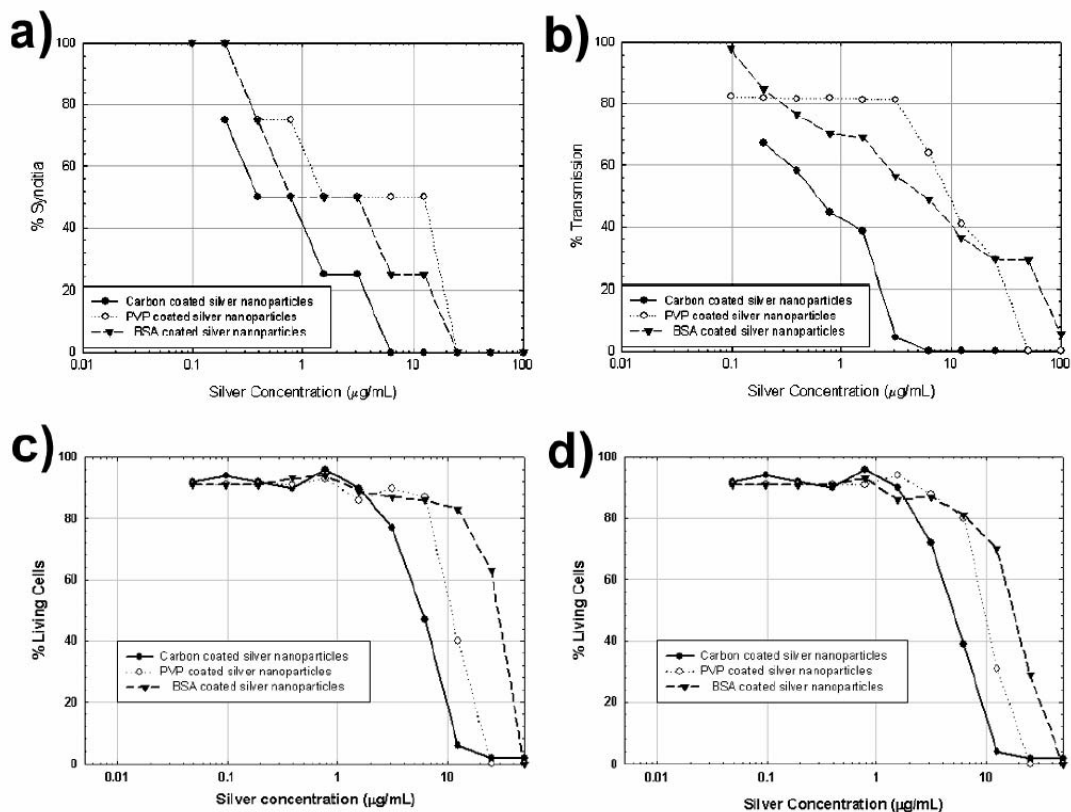 a)
100
80
60
40
20
0
% Syncitia
Carbon coated silver nanoparticles
PVP coated silver nanoparticles
BSA coated silver nanoparticles
0.01 0.1 1 10 100
Silver Concentration (µg/mL)
b)
100
80
60
40
20
0
% Transmission
Carbon coated silver nanoparticles
PVP coated silver nanoparticles
BSA coated silver nanoparticles
0.01 0.1 1 10 100
Silver Concentration (µg/mL)
c)
100
80
60
40
20
0
% Living Cells
Carbon coated silver nanoparticles
PVP coated silver nanoparticles
BSA coated silver nanoparticles
0.01 0.1 1 10
Silver concentration (µg/mL)
d)
100
80
60
40
20
0
% Living Cells
Carbon coated silver nanoparticles
PVP coated silver nanoparticles
BSA coated silver nanoparticles
0.01 0.1 1 10
Silver Concentration (µg/mL)